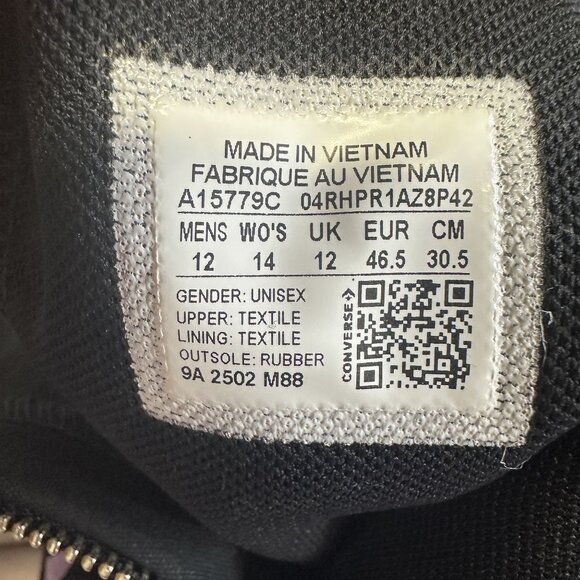 MADE IN VIETNAM
FABRIQUE AU VIETNAM
A15779C 04RHPR1AZ8P42
MENS WO'S UK EUR CM
12 14 12 46.5 30.5
GENDER: UNISEX
UPPER: TEXTILE
LINING: TEXTILE
OUTSOLE: RUBBER
9A 2502 M88
CONVERSE